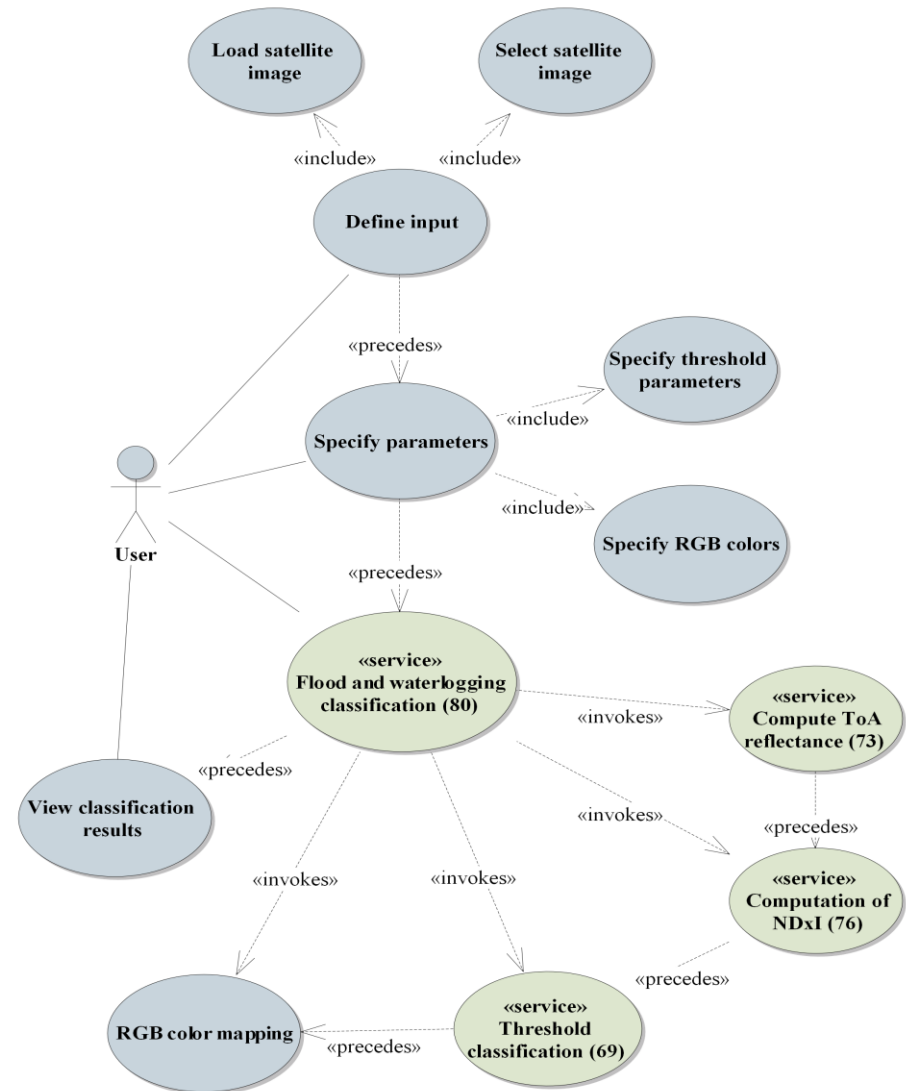 Load satellite
image
Select satellite
image
«include»
«include»
Define input
«precedes»
Specify threshold
parameters
«include»
Specify parameters
«include»
Specify RGB colors
User
«precedes»
«service»
Flood and waterlogging
classification (80)
«invokes»
«service»
Compute ToA
reflectance (73)
«precedes»
View classification
results
«invokes»
«precedes»
«invokes»
«invokes»
«service»
Computation of
NDxI (76)
«precedes»
RGB color mapping
«precedes»
«service»
Threshold
classification (69)